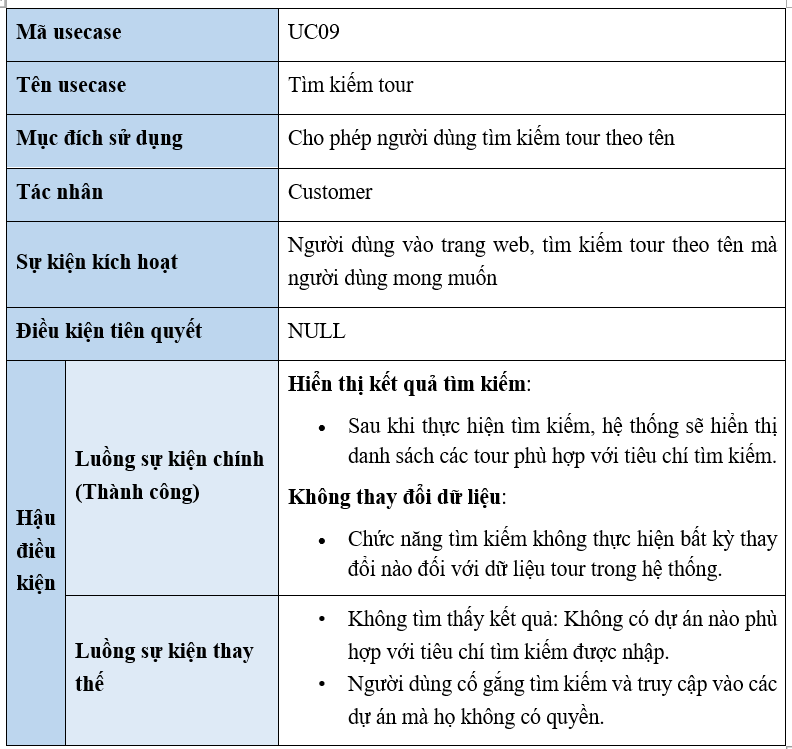 Mã usecase
UC09
Tên usecase
Tìm kiếm tour
Mục đích sử dụng
Cho phép người dùng tìm kiếm tour theo tên
Tác nhân
Customer
Sự kiện kích hoạt
Người dùng vào trang web, tìm kiếm tour theo tên mà
người dùng mong muốn
Điều kiện tiên quyết
NULL
Hậu
điều
kiện
Luồng sự kiện chính
(Thành công)
Hiển thị kết quả tìm kiếm:
• Sau khi thực hiện tìm kiếm, hệ thống sẽ hiển thị
danh sách các tour phù hợp với tiêu chí tìm kiếm.
Không thay đổi dữ liệu:
• Chức năng tìm kiếm không thực hiện bất kỳ thay
đổi nào đối với dữ liệu tour trong hệ thống.
Luồng sự kiện thay
thế
• Không tìm thấy kết quả: Không có dự án nào phù
hợp với tiêu chí tìm kiếm được nhập.
• Người dùng cố gắng tìm kiếm và truy cập vào các
dự án mà họ không có quyền.